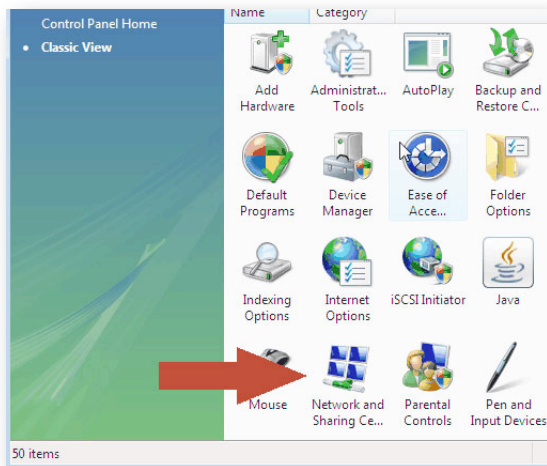 Control Panel Home
Classic View
Name Category
Add
Hardware
Administrat...
Tools
AutoPlay
Backup and
Restore C...
Default
Programs
Device
Manager
Ease of
Acce...
Folder
Options
Indexing
Options
Internet
Options
iSCSI Initiator
Java
Mouse
Network and
Sharing Ce...
Parental
Controls
Pen and
Input Devices
50 items